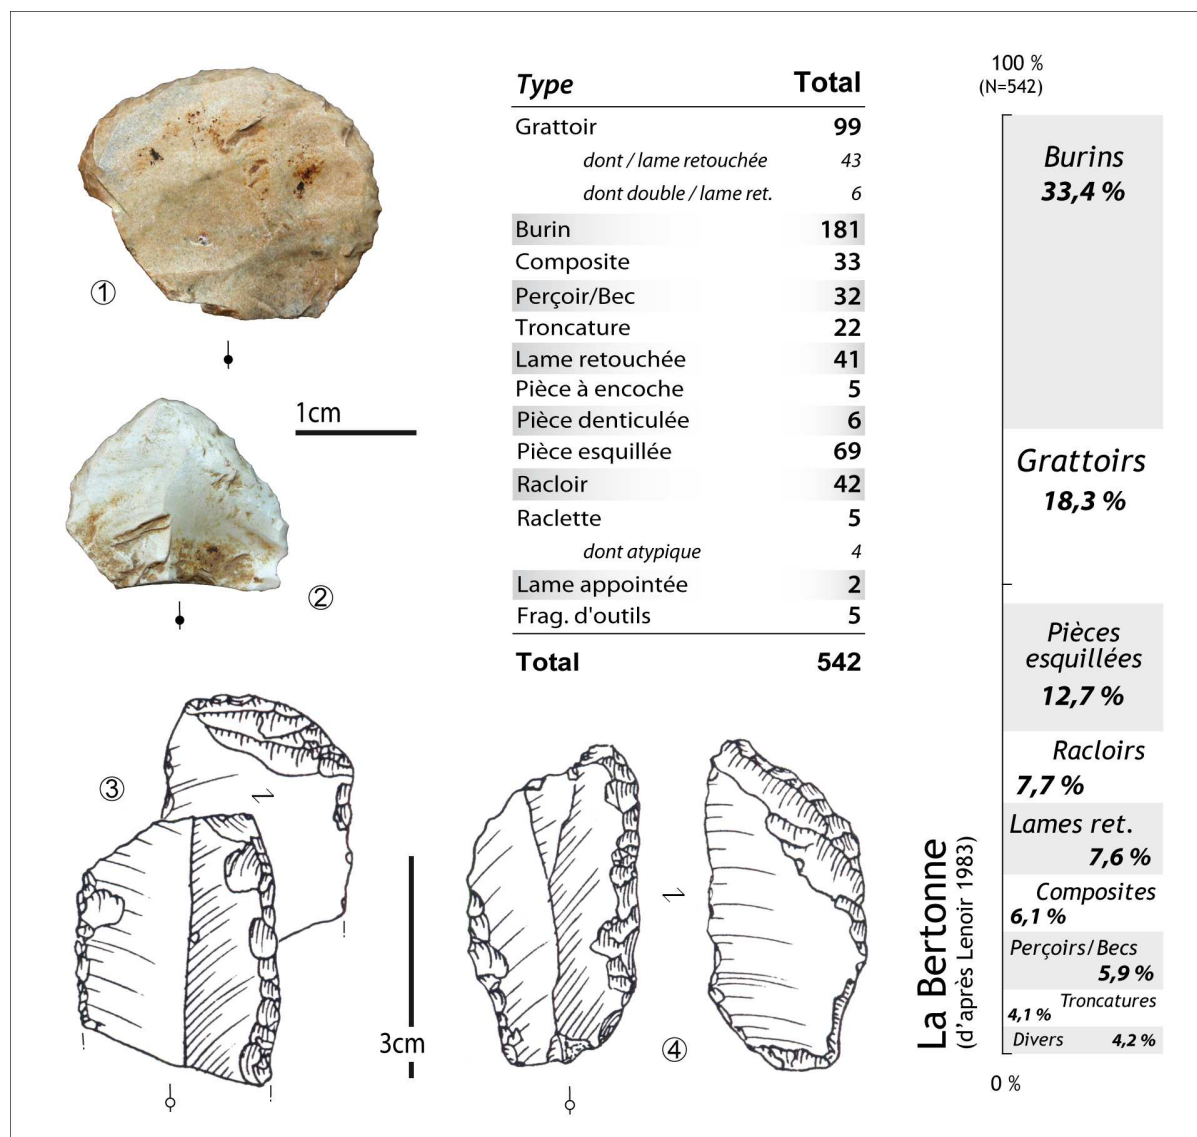 Type Total
Grattoir 99
dont / lame retouchée 43
dont double / lame ret. 6
Burin 181
Composite 33
Perçoir/Bec 32
Troncature 22
Lame retouchée 41
Pièce à encoche 5
Pièce denticulée 6
Pièce esquillée 69
Racloir 42
Raclette 5
dont atypique 4
Lame appointée 2
Frag. d'outils 5
Total 542
①
1cm
②
③
3cm
④
100 %
(N=542)
Burins
33,4 %
Grattoirs
18,3 %
Pièces
esquillées
12,7 %
Racloirs
7,7 %
Lames ret.
7,6 %
Composites
6,1 %
Perçoirs/Becs
5,9 %
Troncatures
4,1 %
Divers 4,2 %
0 %
La Bertonne
(d'après Lenoir 1983)